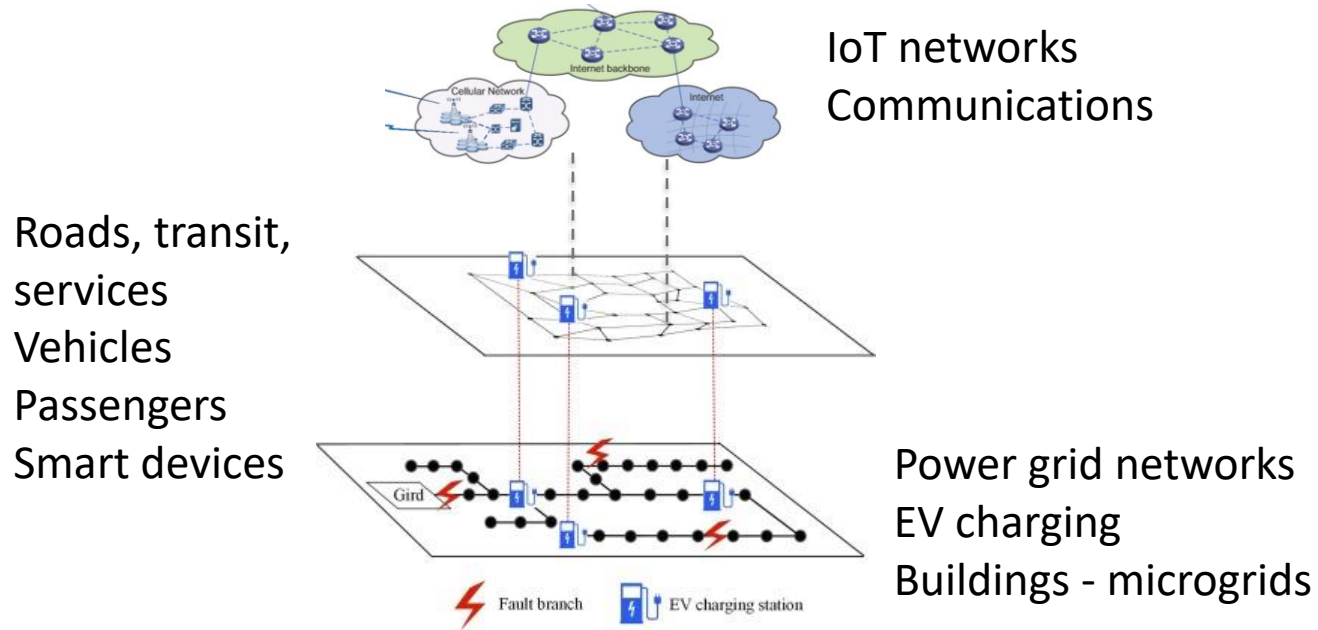 IoT networks
Communications
Internet backbone
Cellular Network
Internet
Roads, transit,
services
Vehicles
Passengers
Smart devices
Gird
Power grid networks
EV charging
Buildings - microgrids
Fault branch
EV charging station